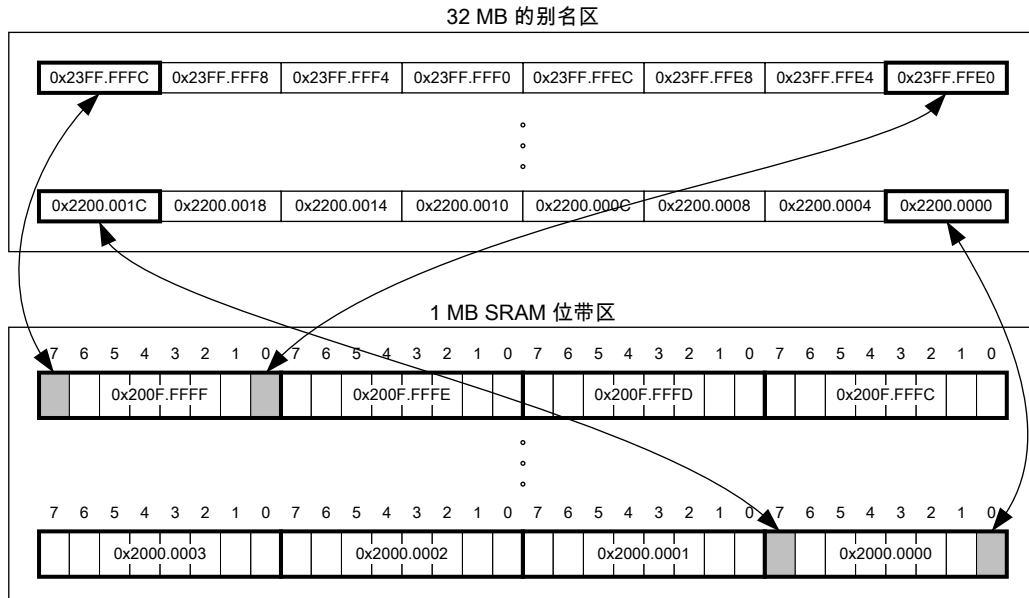 32 MB 的别名区
0x23FF.FFFC 0x23FF.FFF8 0x23FF.FFF4 0x23FF.FFF0 0x23FF.FFEC 0x23FF.FFE8 0x23FF.FFE4 0x23FF.FFE0
0x2200.001C 0x2200.0018 0x2200.0014 0x2200.0010 0x2200.000C 0x2200.0008 0x2200.0004 0x2200.0000
1 MB SRAM 位带区
7 6 5 4 3 2 1 0 7 6 5 4 3 2 1 0 7 6 5 4 3 2 1 0 7 6 5 4 3 2 1 0
0x200F.FFFF 0x200F.FFFE 0x200F.FFFD 0x200F.FFFC
7 6 5 4 3 2 1 0 7 6 5 4 3 2 1 0 7 6 5 4 3 2 1 0 7 6 5 4 3 2 1 0
0x2000.0003 0x2000.0002 0x2000.0001 0x2000.0000